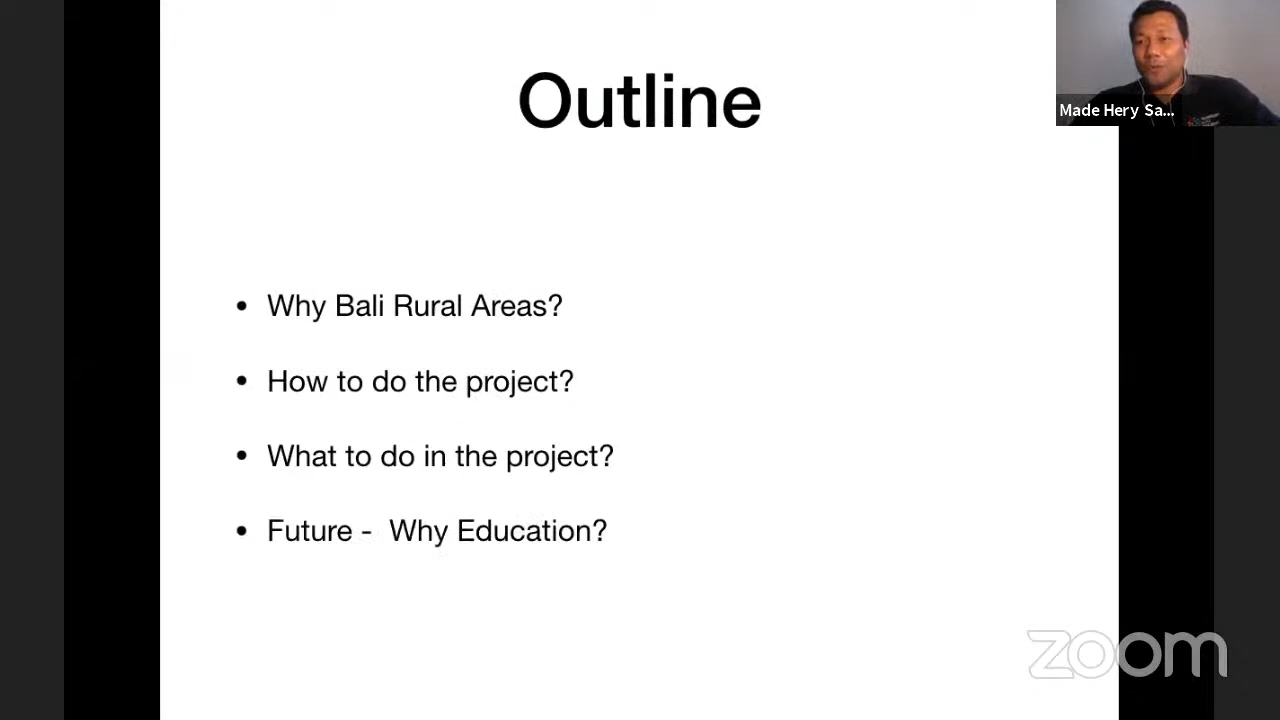 Outline
Made Hery Sa...
• Why Bali Rural Areas?
• How to do the project?
• What to do in the project?
• Future - Why Education?
zoom